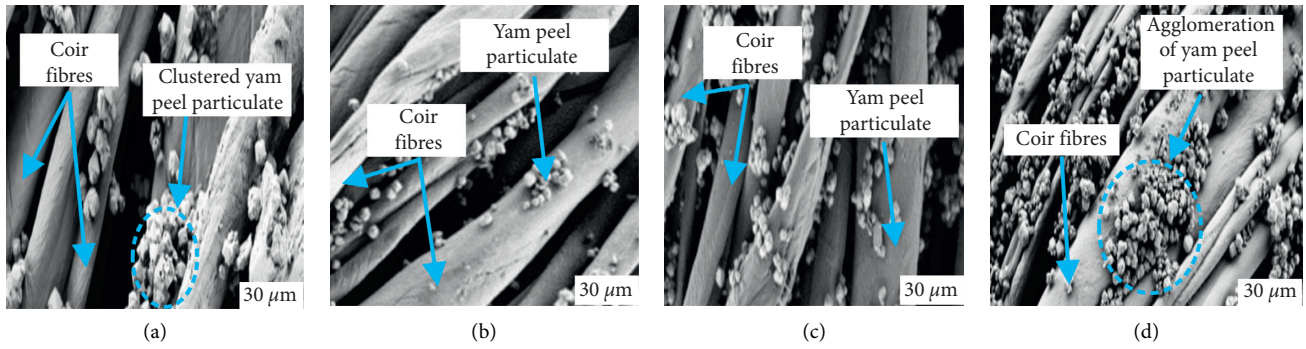 Coir
fibres
Clustered yam
peel particulate
30 μm
(a)
Yam peel
particulate
Coir
fibres
30 μm
(b)
Coir
fibres
Yam peel
particulate
30 μm
(c)
Agglomeration
of yam peel
particulate
Coir fibres
30 μm
(d)